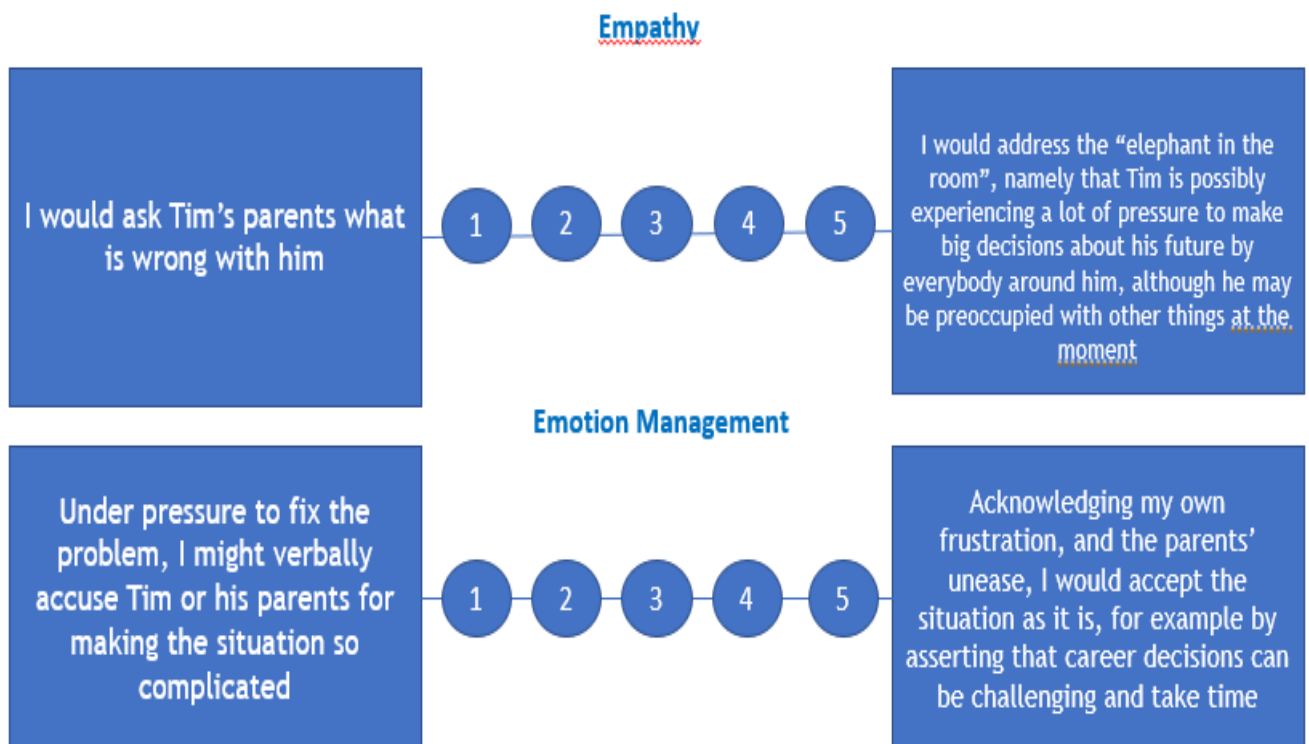 Empathy
I would ask Tim's parents what
is wrong with him
1 2 3 4 5
I would address the “elephant in the
room”, namely that Tim is possibly
experiencing a lot of pressure to make
big decisions about his future by
everybody around him, although he may
be preoccupied with other things at the
moment
Emotion Management
Under pressure to fix the
problem, I might verbally
accuse Tim or his parents for
making the situation so
complicated
1 2 3 4 5
Acknowledging my own
frustration, and the parents’
unease, I would accept the
situation as it is, for example by
asserting that career decisions can
be challenging and take time